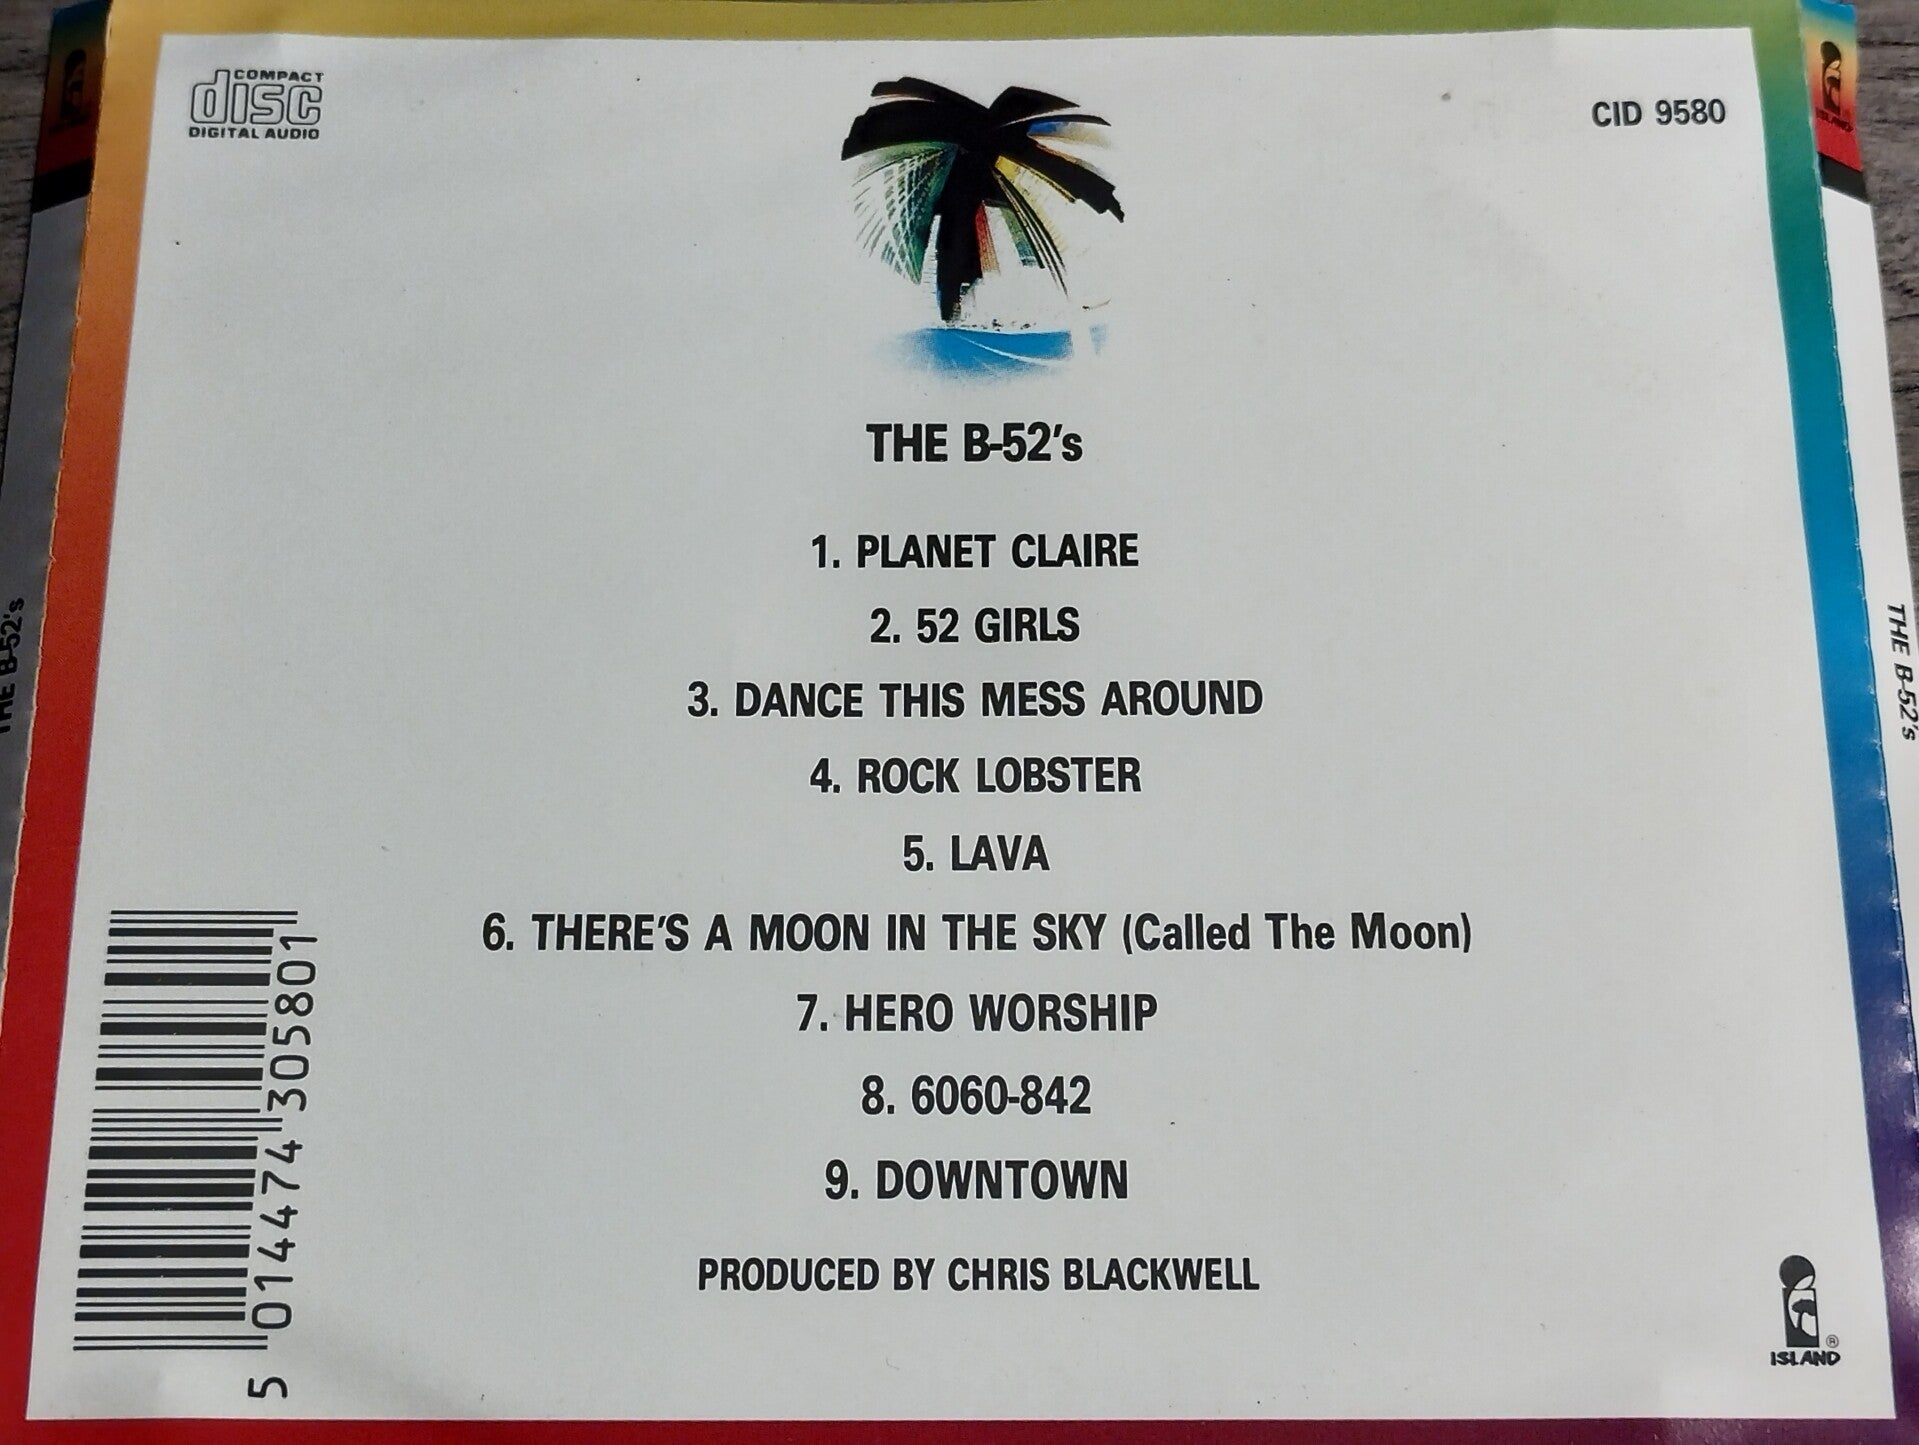 COMPACT
disc
DIGITAL AUDIO
CID 9580
ISLAND
THE B-52's
1. PLANET CLAIRE
2. 52 GIRLS
3. DANCE THIS MESS AROUND
4. ROCK LOBSTER
5. LAVA
6. THERE'S A MOON IN THE SKY (Called The Moon)
7. HERO WORSHIP
8. 6060-842
9. DOWNTOWN
PRODUCED BY CHRIS BLACKWELL
5 014474 305801
ISLAND ®
THE B-52's
THE B-52's